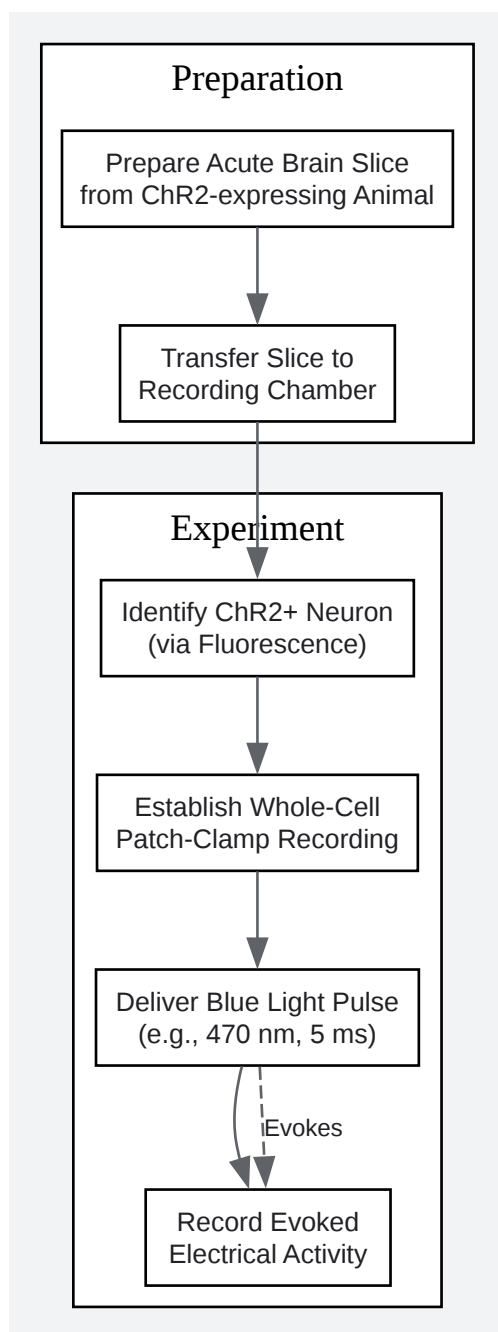 Preparation
Prepare Acute Brain Slice
from ChR2-expressing Animal
Transfer Slice to
Recording Chamber
Experiment
Identify ChR2+ Neuron
(via Fluorescence)
Establish Whole-Cell
Patch-Clamp Recording
Deliver Blue Light Pulse
(e.g., 470 nm, 5 ms)
Evokes
Record Evoked
Electrical Activity